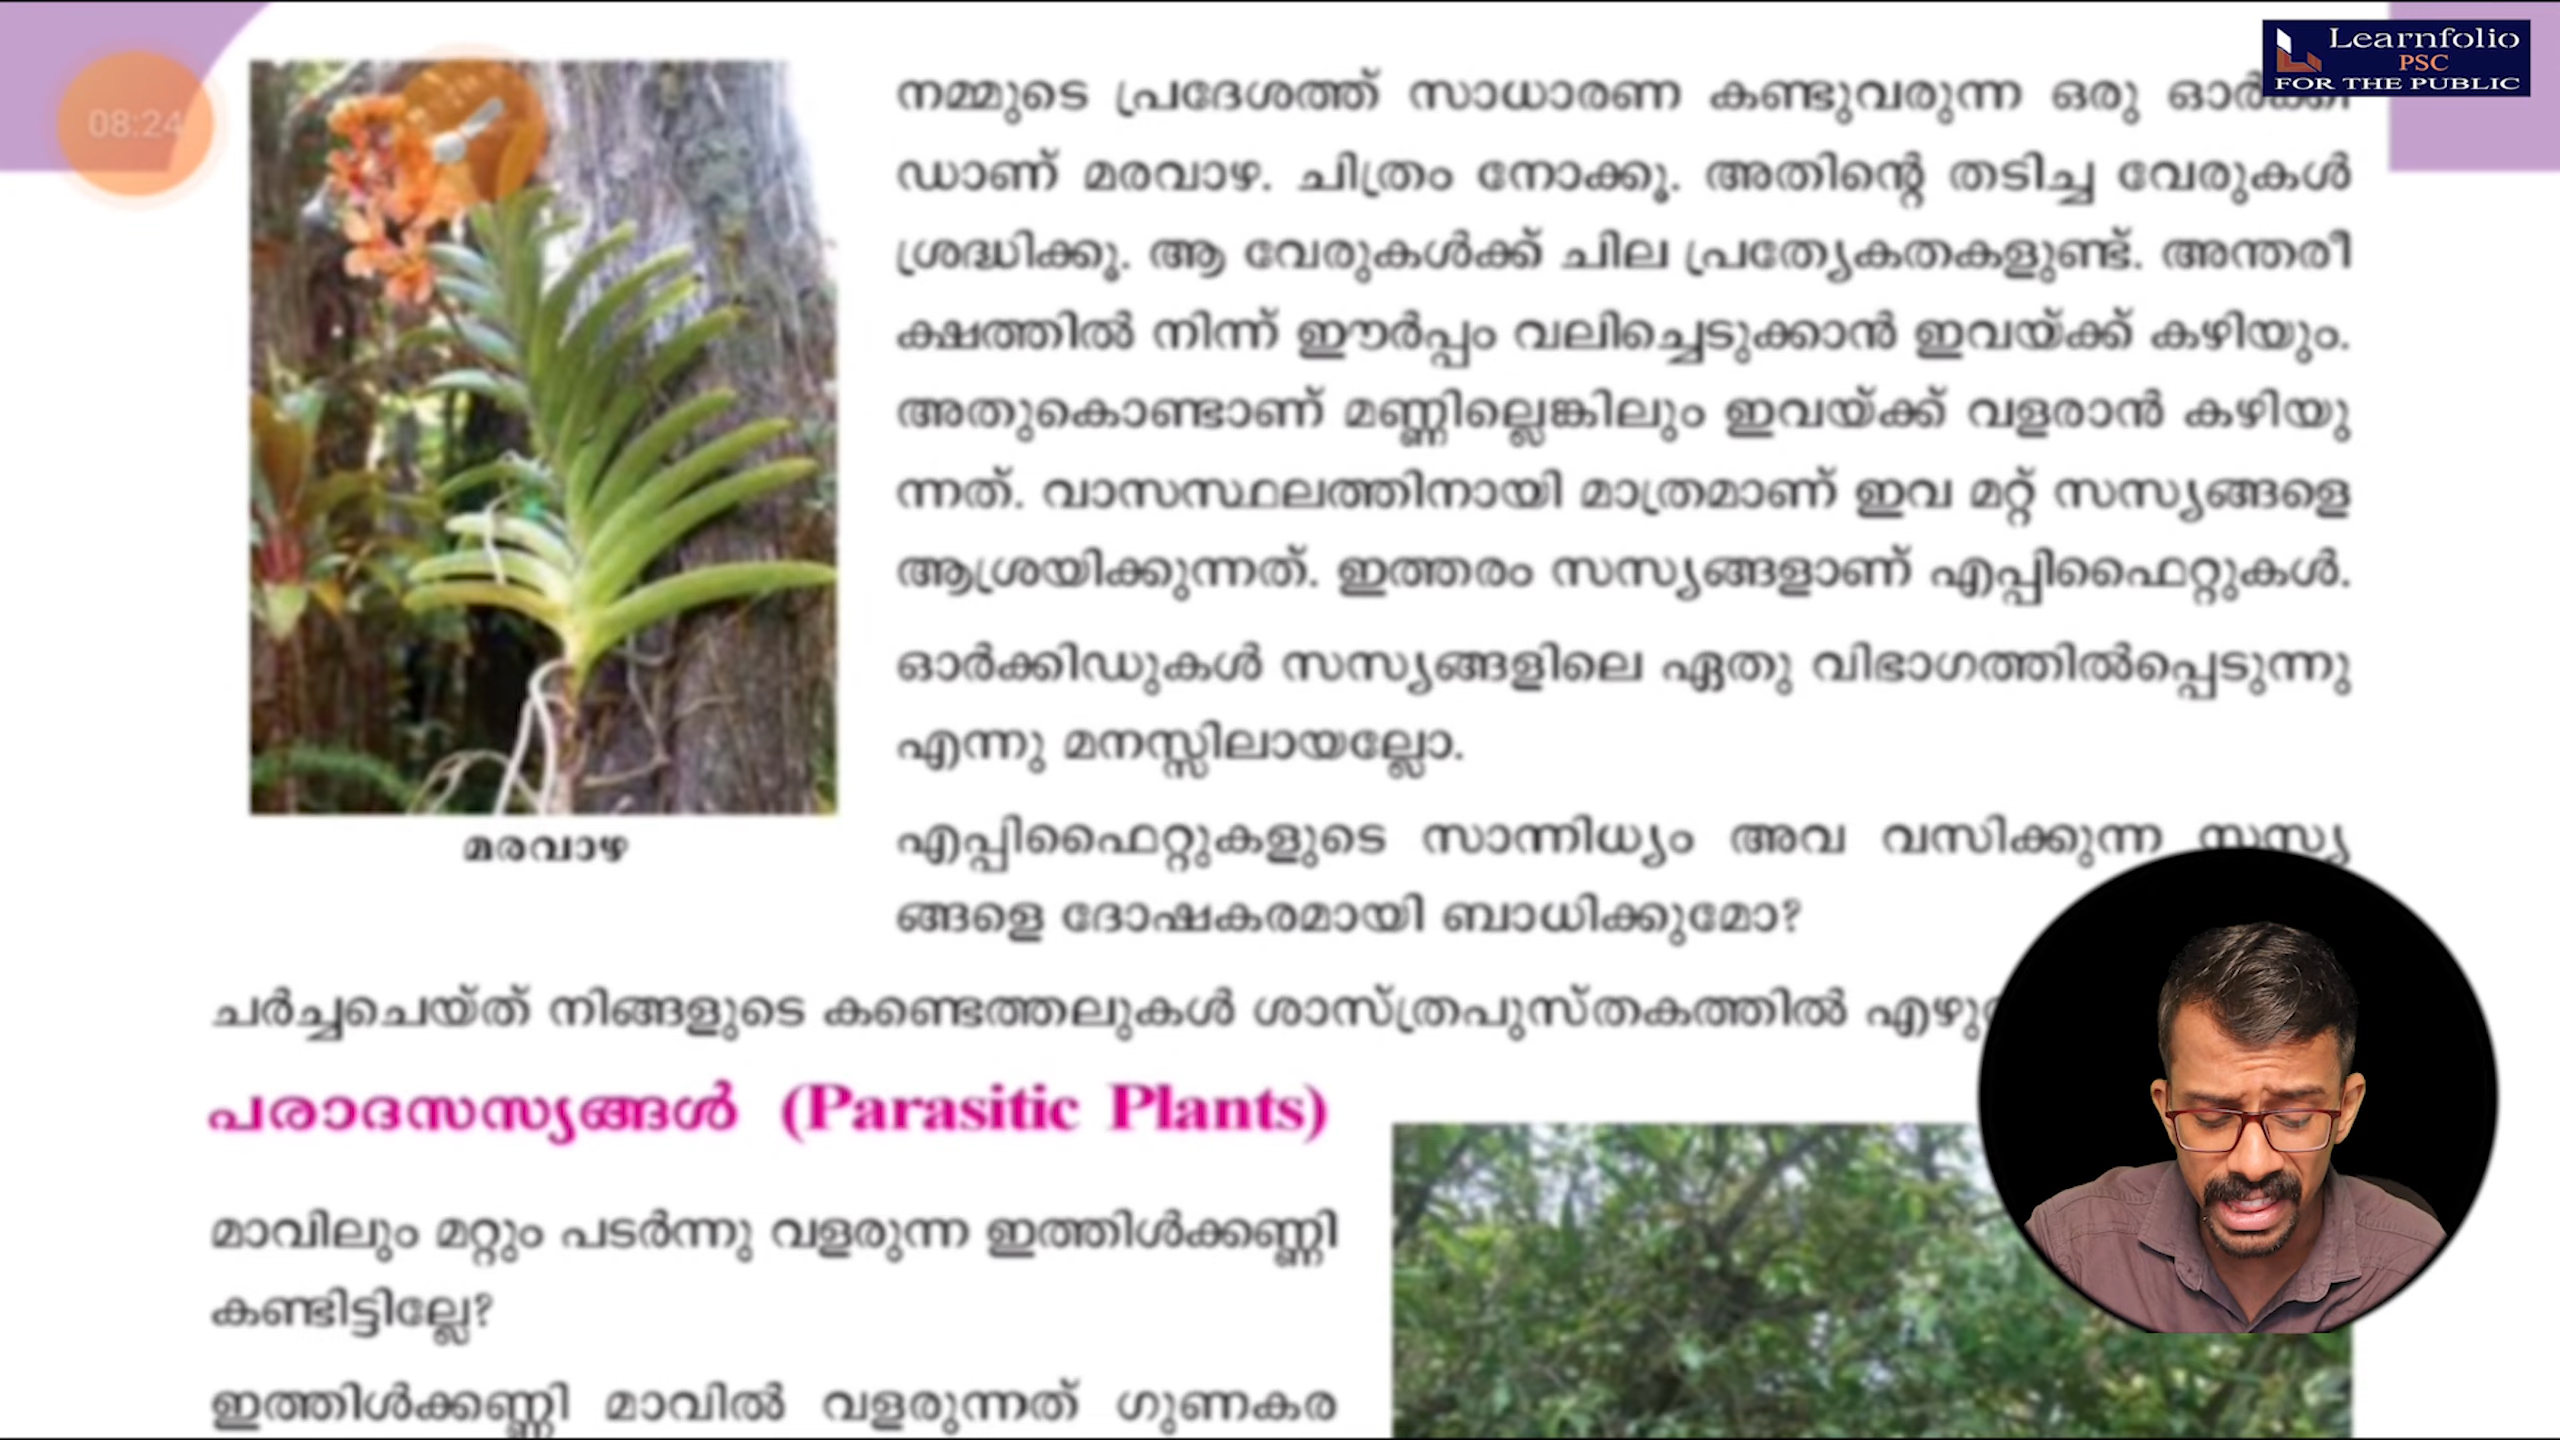 08:24
Learnfolio
PSC
FOR THE PUBLIC
നമ്മുടെ പ്രദേശത്ത് സാധാരണ കണ്ടുവരുന്ന ഒരു ഓർക്കി
ഡാണ് മരവാഴ. ചിത്രം നോക്കൂ. അതിന്റെ തടിച്ച വേരുകൾ
ശ്രദ്ധിക്കൂ. ആ വേരുകൾക്ക് ചില പ്രത്യേകതകളുണ്ട്. അന്തരീ
ക്ഷത്തിൽ നിന്ന് ഈർപ്പം വലിച്ചെടുക്കാൻ ഇവയ്ക്ക് കഴിയും.
അതുകൊണ്ടാണ് മണ്ണില്ലെങ്കിലും ഇവയ്ക്ക് വളരാൻ കഴിയു
ന്നത്. വാസസ്ഥലത്തിനായി മാത്രമാണ് ഇവ മറ്റ് സസ്യങ്ങളെ
ആശ്രയിക്കുന്നത്. ഇത്തരം സസ്യങ്ങളാണ് എപ്പിഫൈറ്റുകൾ.
ഓർക്കിഡുകൾ സസ്യങ്ങളിലെ ഏതു വിഭാഗത്തിൽപ്പെടുന്നു
എന്നു മനസ്സിലായല്ലോ.
മരവാഴ
എപ്പിഫൈറ്റുകളുടെ സാന്നിധ്യം അവ വസിക്കുന്ന സസ്യ
ങ്ങളെ ദോഷകരമായി ബാധിക്കുമോ?
ചർച്ചചെയ്ത് നിങ്ങളുടെ കണ്ടെത്തലുകൾ ശാസ്ത്രപുസ്തകത്തിൽ
പരാദസസ്യങ്ങൾ (Parasitic Plants)
മാവിലും മറ്റും പടർന്നു വളരുന്ന ഇത്തിൾക്കണ്ണി
കണ്ടിട്ടില്ലേ?
ഇത്തിൾക്കണ്ണി മാവിൽ വളരുന്നത് ഗുണകര